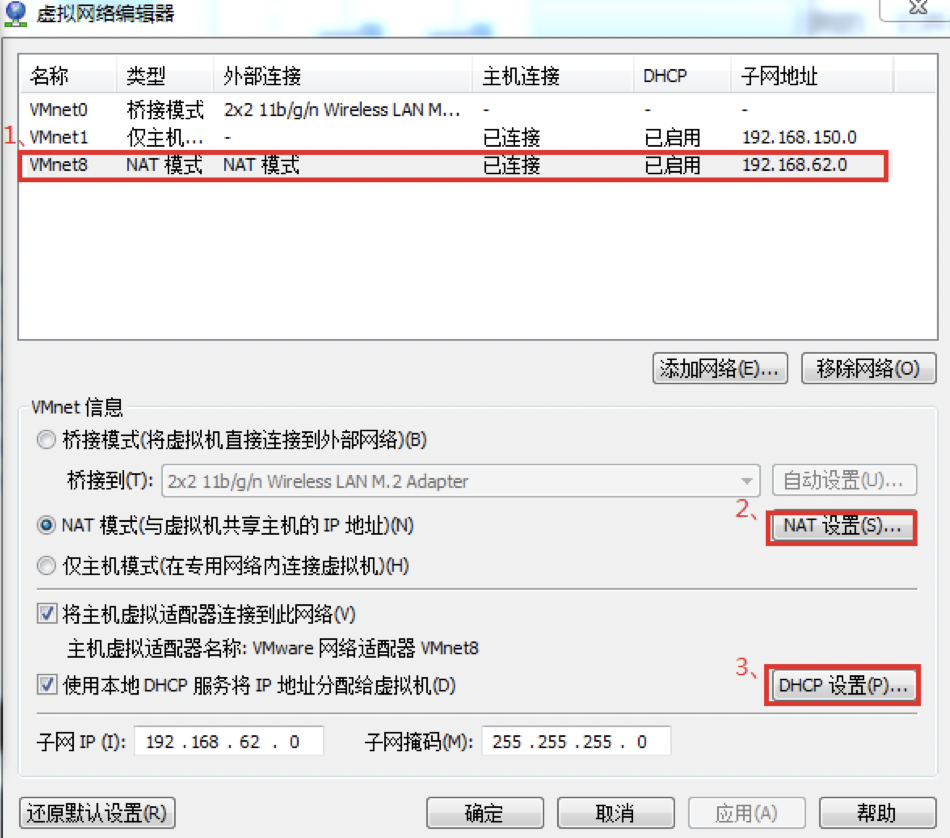 虚拟网络编辑器
名称 类型 外部连接 主机连接 DHCP 子网地址
VMnet0 桥接模式 2x2 11b/g/n Wireless LAN M... - - -
1、VMnet1 仅主机... - 已连接 已启用 192.168.150.0
VMnet8 NAT 模式 NAT 模式 已连接 已启用 192.168.62.0
添加网络(E)... 移除网络(O)
VMnet 信息
桥接模式(将虚拟机直接连接到外部网络)(B)
桥接到(T): 2x2 11b/g/n Wireless LAN M.2 Adapter 自动设置(U)...
NAT 模式(与虚拟机共享主机的 IP 地址)(N) 2、 NAT 设置(S)...
仅主机模式(在专用网络内连接虚拟机)(H)
将主机虚拟适配器连接到此网络(V)
主机虚拟适配器名称: VMware 网络适配器 VMnet8
使用本地 DHCP 服务将 IP 地址分配给虚拟机(D) 3、 DHCP 设置(P)...
子网 IP (I): 192 .168 . 62 . 0 子网掩码(M): 255 .255 .255 . 0
还原默认设置(R) 确定 取消 应用(A) 帮助